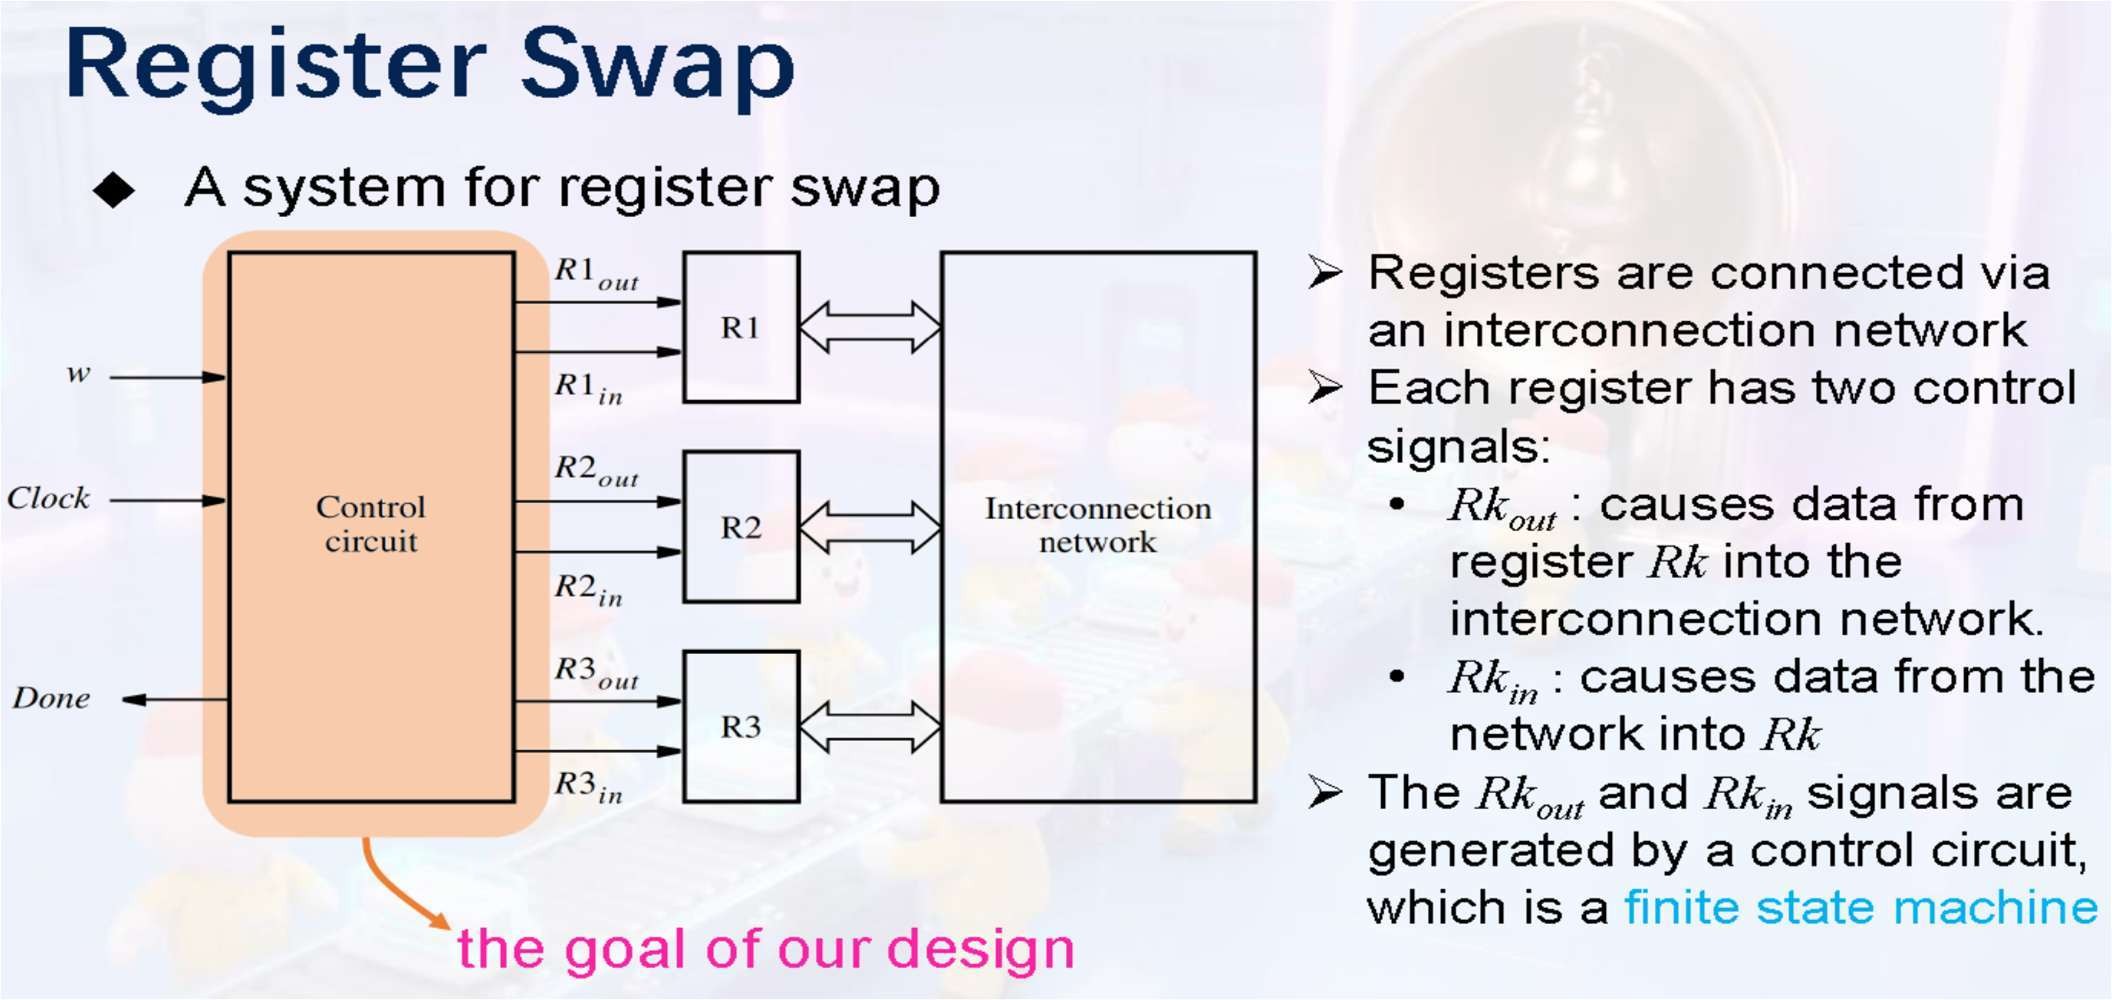 Register Swap
◆ A system for register swap
R1out
R1in
R1
w
Clock
Control
circuit
R2out
R2in
R2
Interconnection
network
Done
R3out
R3in
R3
the goal of our design
➢ Registers are connected via
an interconnection network
➢ Each register has two control
signals:
• Rkout : causes data from
register Rk into the
interconnection network.
• Rkin : causes data from the
network into Rk
➢ The Rkout and Rkin signals are
generated by a control circuit,
which is a finite state machine